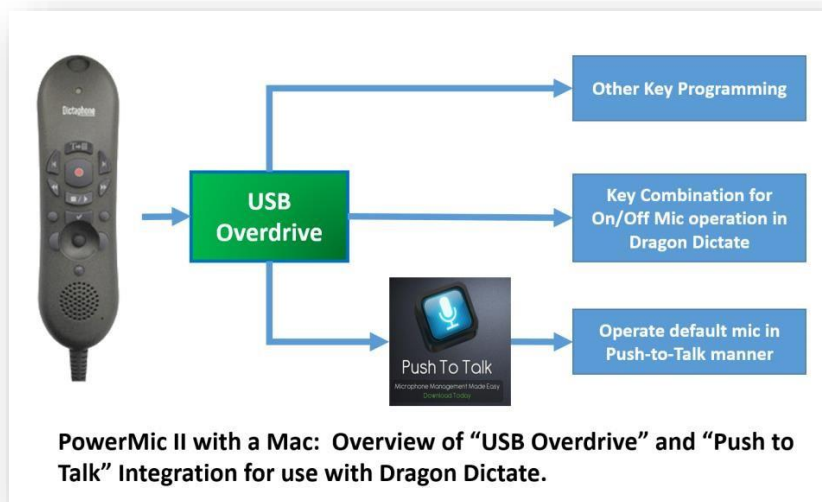 Dictaphone
Other Key Programming
USB
Overdrive
Key Combination for
On/Off Mic operation in
Dragon Dictate
Push To Talk
Microphone Management Made Easy
Download Today
Operate default mic in
Push-to-Talk manner
PowerMic II with a Mac:  Overview of “USB Overdrive” and “Push to
Talk” Integration for use with Dragon Dictate.